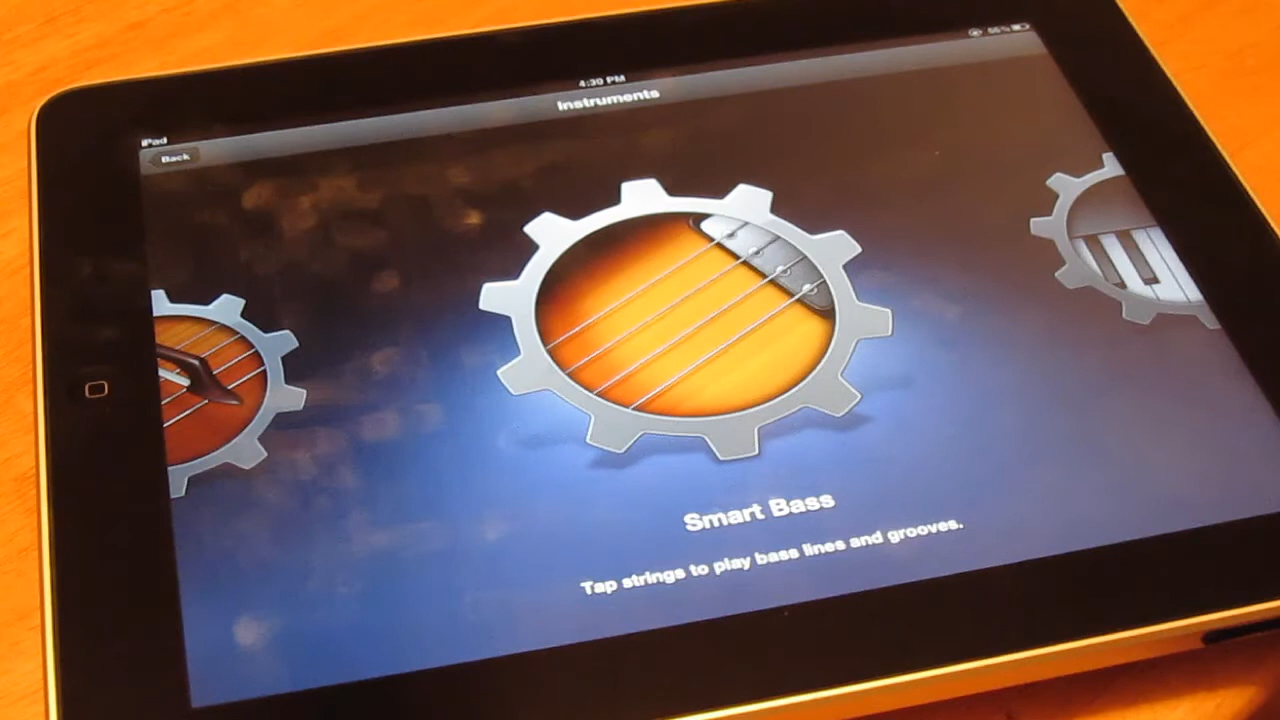 iPad
4:30 PM
Instruments
Back
Smart Bass
Tap strings to play bass lines and grooves.